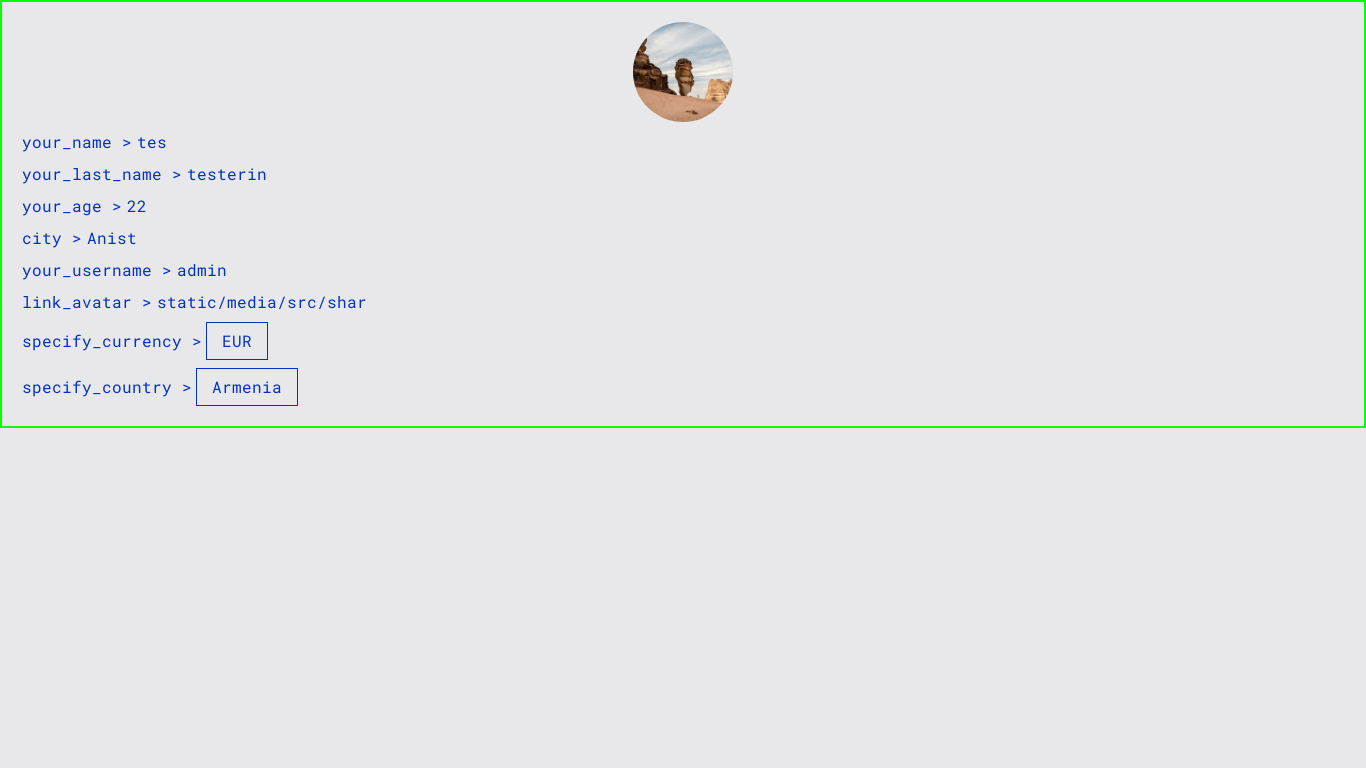 your_name > tes
your_last_name > testerin
your_age > 22
city > Anist
your_username > admin
link_avatar > static/media/src/shar
specify_currency > EUR
specify_country > Armenia